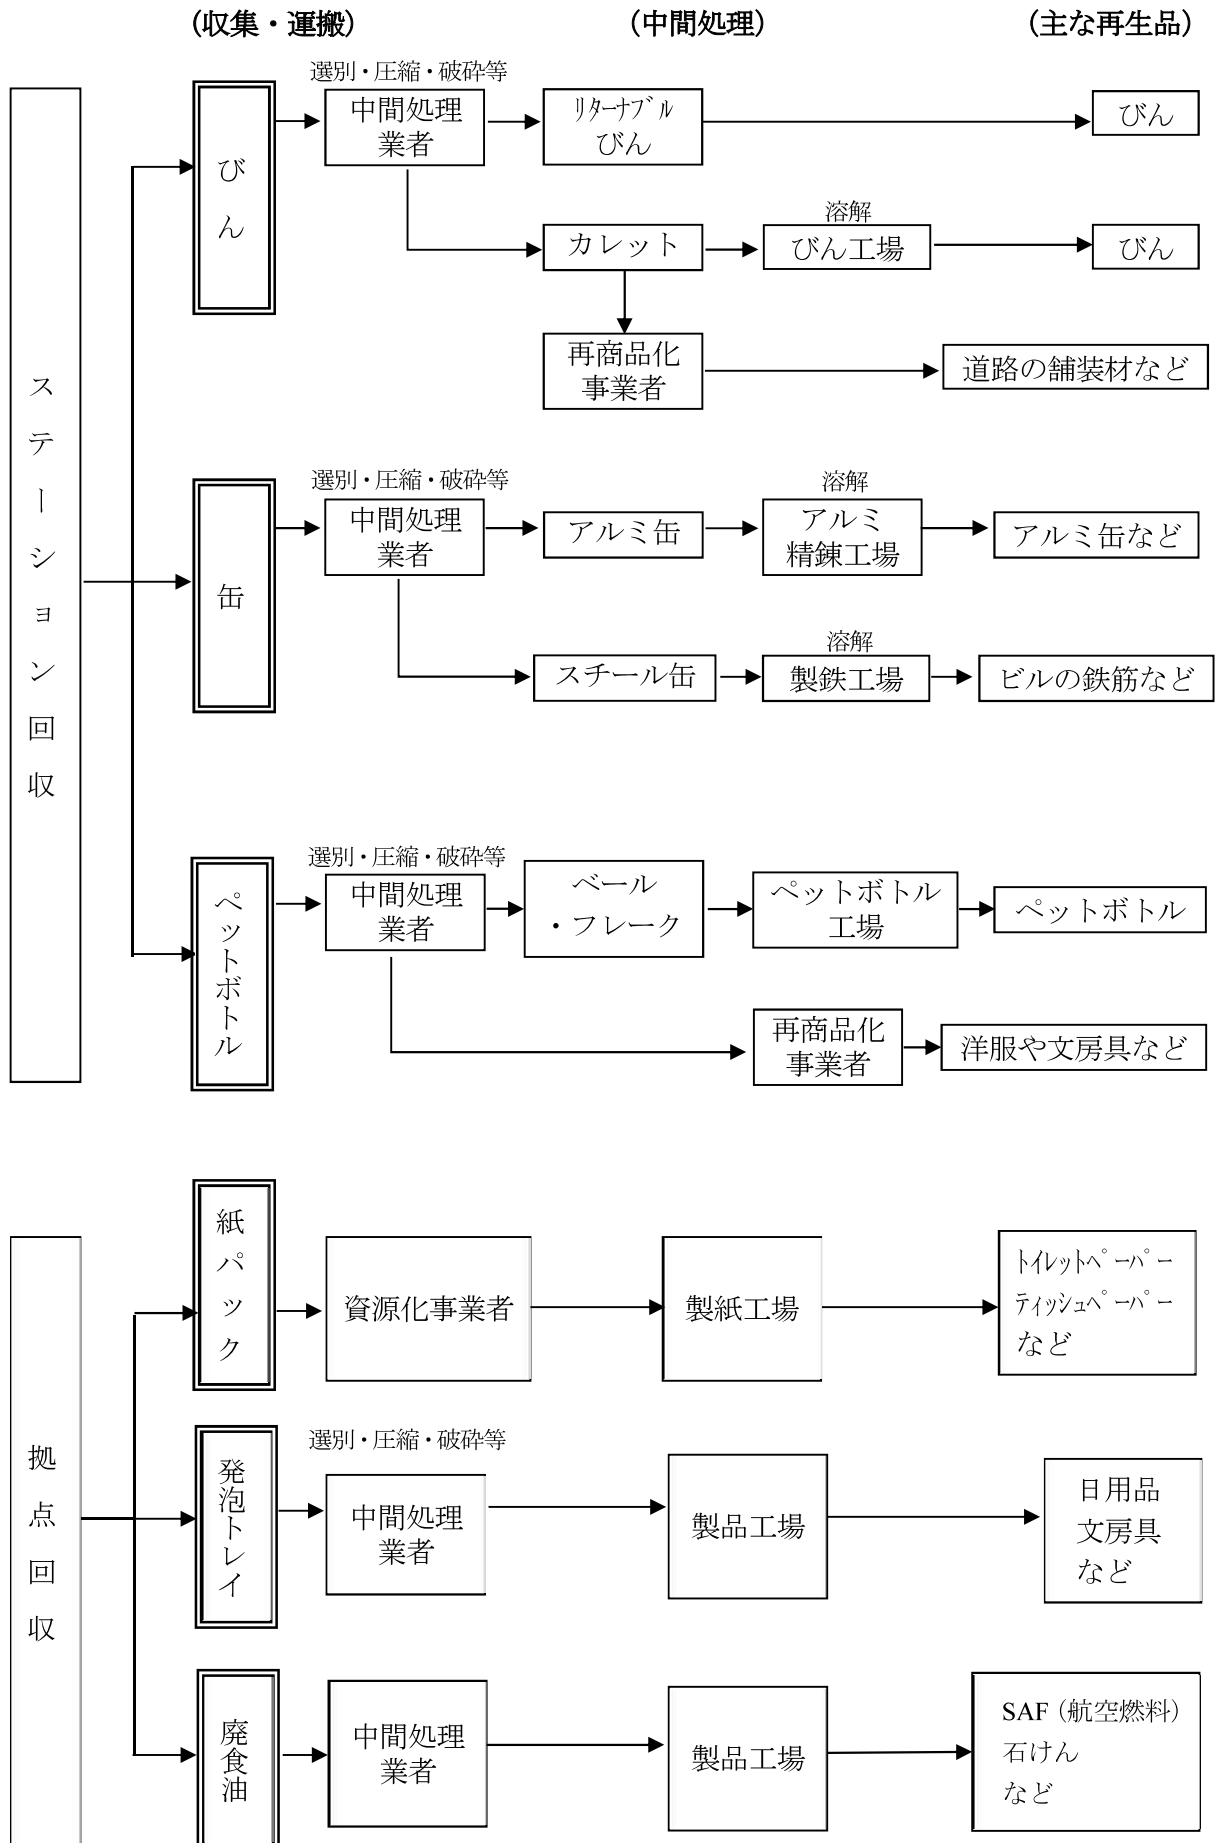 (収集・運搬)
(中間処理)
(主な再生品)
ステーション回収
びん
選別・圧縮・破砕等
中間処理
業者
ﾘﾀｰﾅﾌﾞﾙ
びん
びん
カレット
溶解
びん工場
びん
再商品化
事業者
道路の舗装材など
缶
選別・圧縮・破砕等
中間処理
業者
アルミ缶
溶解
アルミ
精錬工場
アルミ缶など
スチール缶
溶解
製鉄工場
ビルの鉄筋など
ペットボトル
選別・圧縮・破砕等
中間処理
業者
ベール
・フレーク
ペットボトル
工場
ペットボトル
再商品化
事業者
洋服や文房具など
拠点回収
紙パック
資源化事業者
製紙工場
ﾄｲﾚｯﾄﾍﾟｰﾊﾟｰ
ﾃｨｯｼｭﾍﾟｰﾊﾟｰ
など
発泡トレイ
選別・圧縮・破砕等
中間処理
業者
製品工場
日用品
文房具
など
廃食油
中間処理
業者
製品工場
SAF（航空燃料）
石けん
など